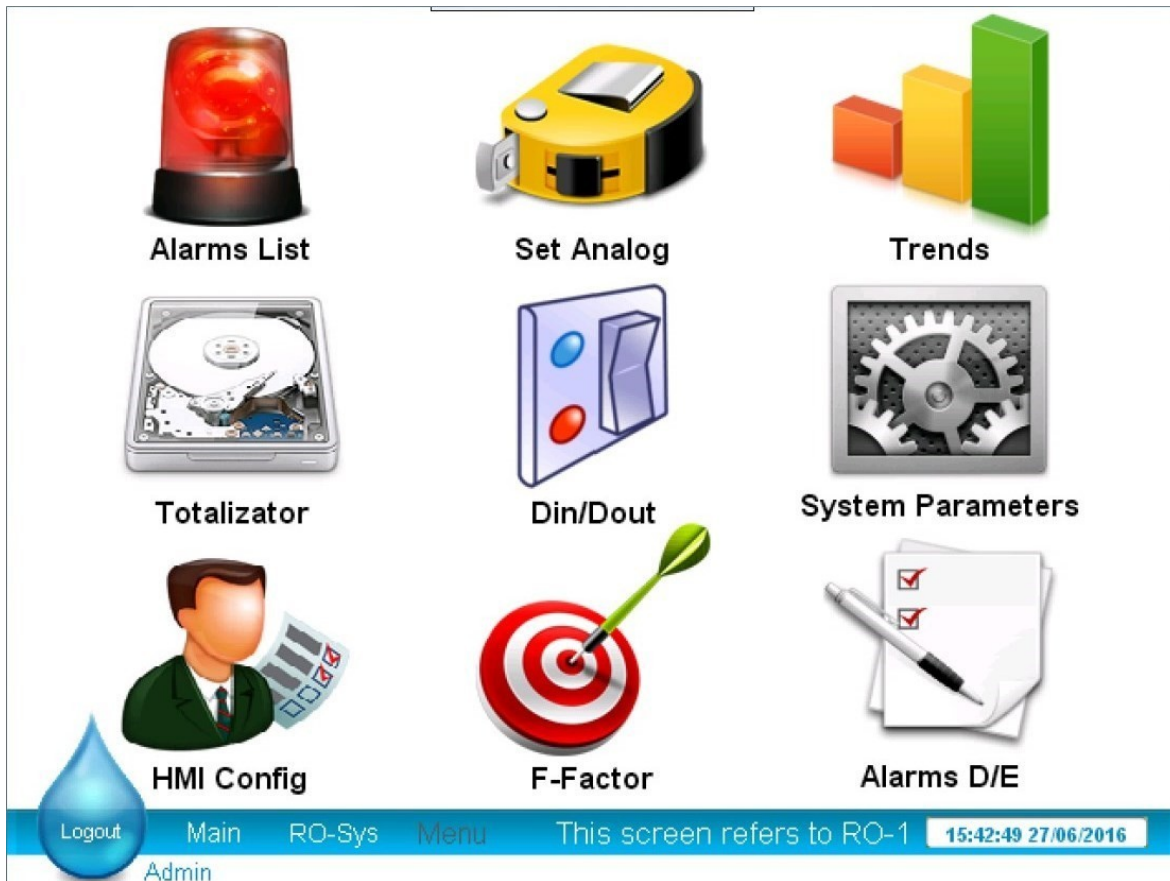 Alarms List
Set Analog
Trends
Totalizator
Din/Dout
System Parameters
HMI Config
F-Factor
Alarms D/E
Logout
Main
RO-Sys
Menu
This screen refers to RO-1
15:42:49 27/06/2016
Admin